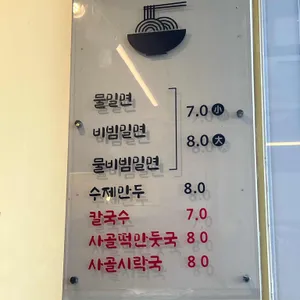 물밀면
비빔밀면
물비빔밀면
7.0 小
8.0 大
수제만두 8.0
칼국수 7.0
사골떡만둣국 8 0
사골시락국 8 0